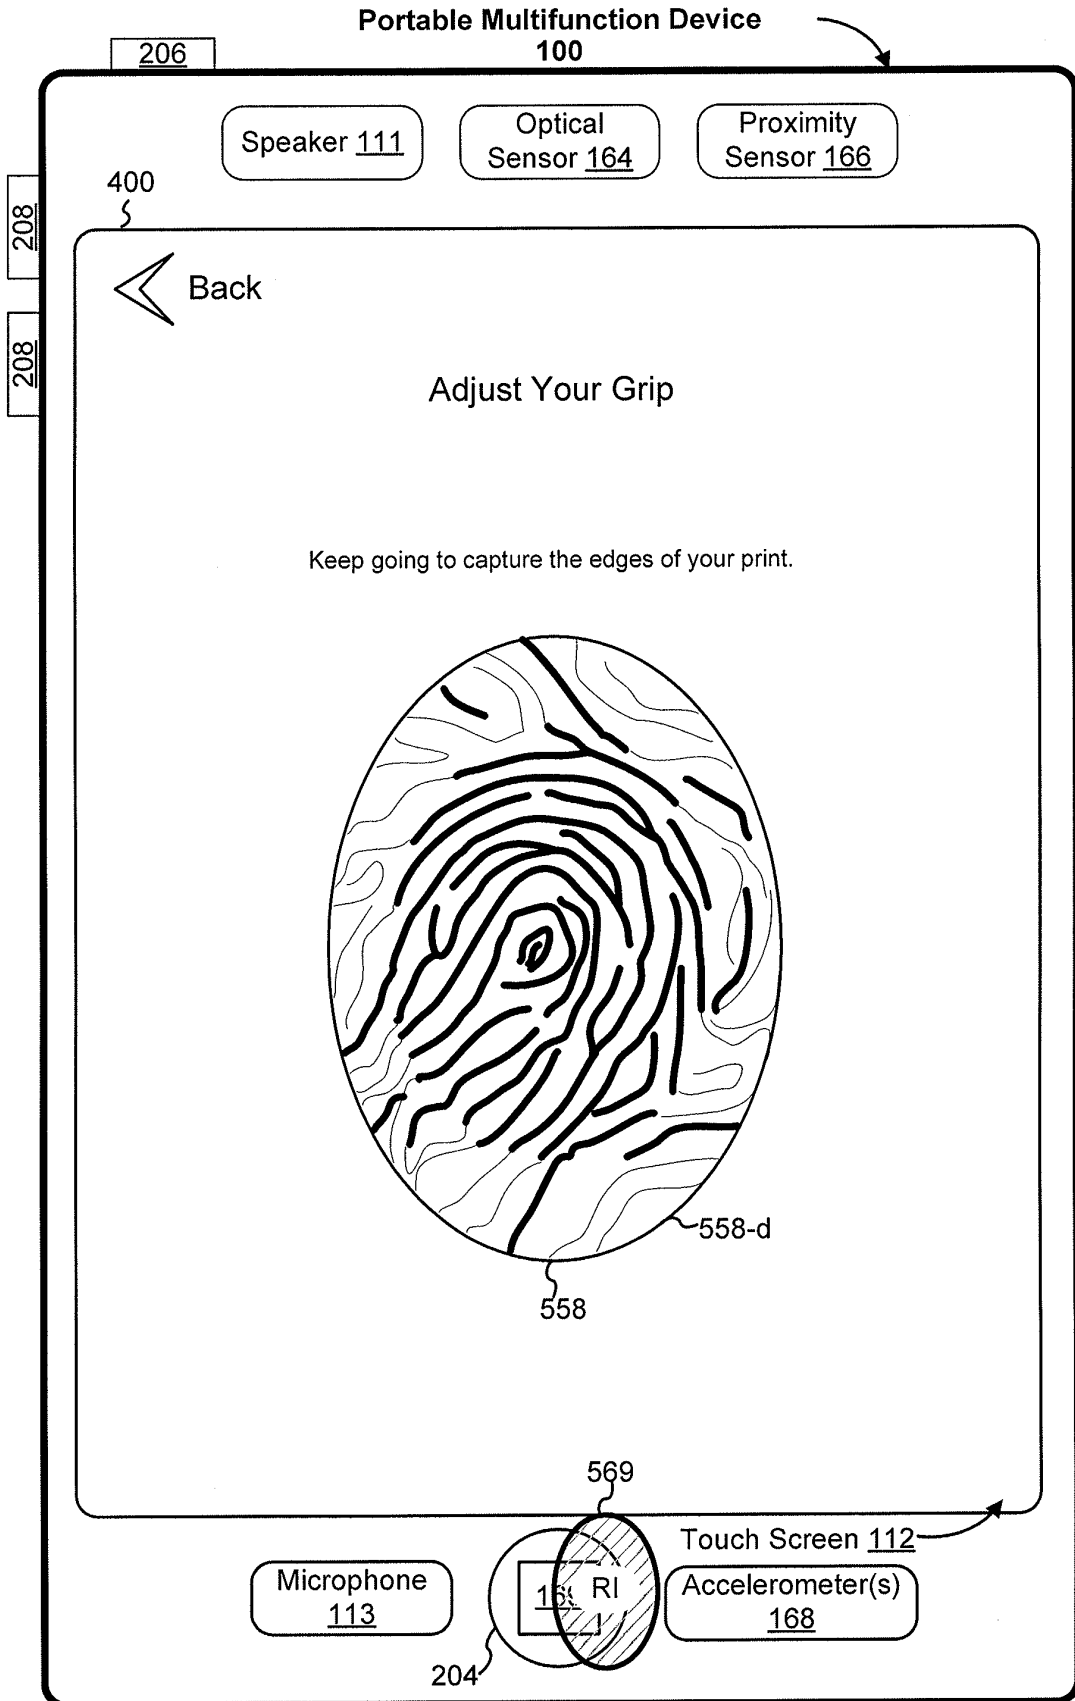 Portable Multifunction Device
100
206
Speaker 111
Optical
Sensor 164
Proximity
Sensor 166
208
208
400
Back
Adjust Your Grip
Keep going to capture the edges of your print.
558-d
558
569
Touch Screen 112
Microphone
113
RI
Accelerometer(s)
168
204